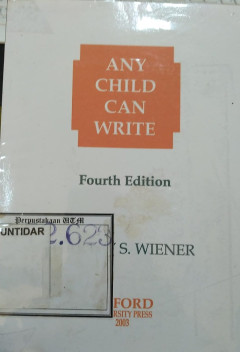 ANY
CHILD
CAN
WRITE
Fourth Edition
Perpustakaan UTM
UNTIDAR
2.623
S. WIENER
FORD
RSITY PRESS
2003